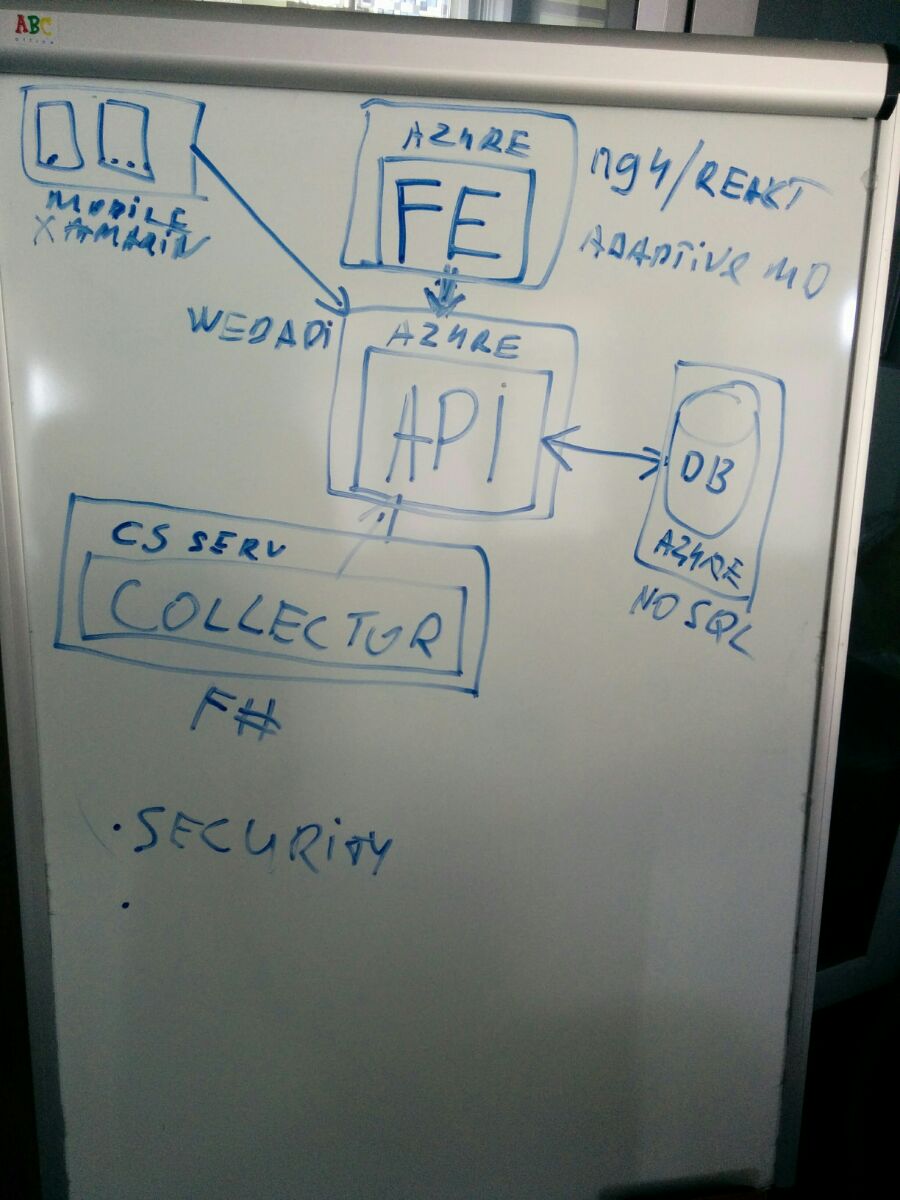 ABC
office
AZURE
FE
ng4/REAKT
ADAPTIVE MD
MOBILE
XAMARIN
WEBAPI
AZURE
API
DB
AZURE
NO SQL
CS SERV
COLLECTOR
F#
• SECURITY
•